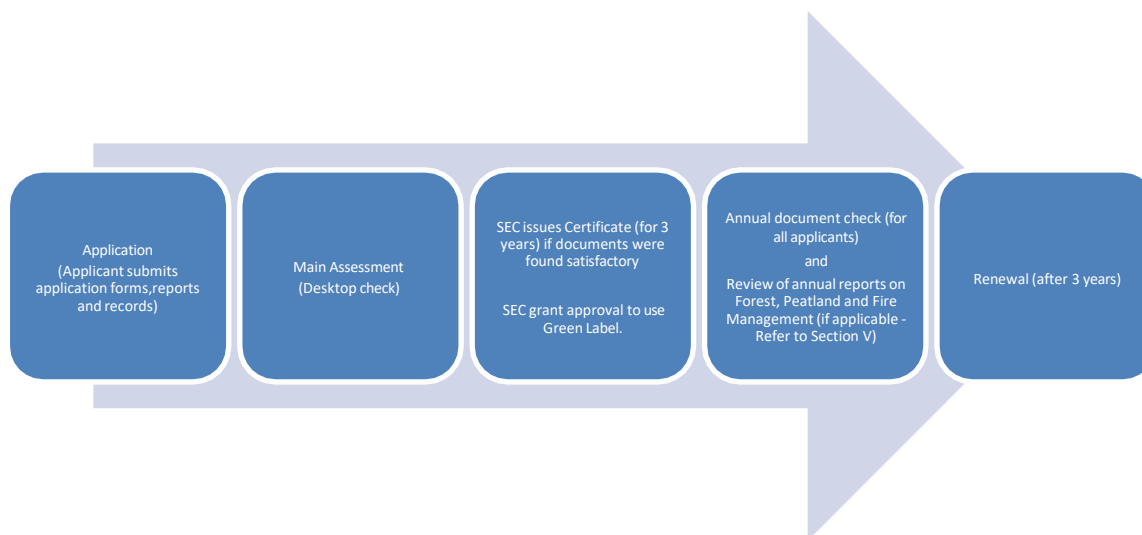 Application
(Applicant submits
application forms,reports
and records)
Main Assessment
(Desktop check)
SEC issues Certificate (for 3
years) if documents were
found satisfactory
SEC grant approval to use
Green Label.
Annual document check (for
all applicants)
and
Review of annual reports on
Forest, Peatland and Fire
Management (if applicable -
Refer to Section V)
Renewal (after 3 years)